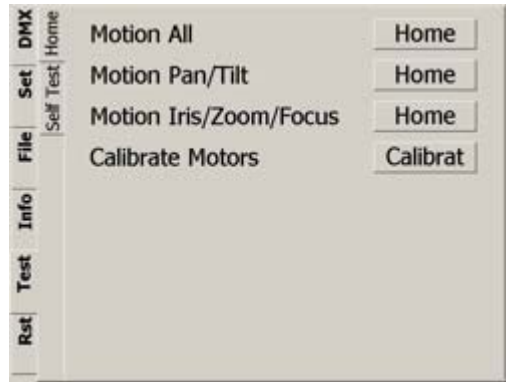 DMX
Set
File
Info
Test
Rst
Home
Self Test
Motion All Home
Motion Pan/Tilt Home
Motion Iris/Zoom/Focus Home
Calibrate Motors Calibrat